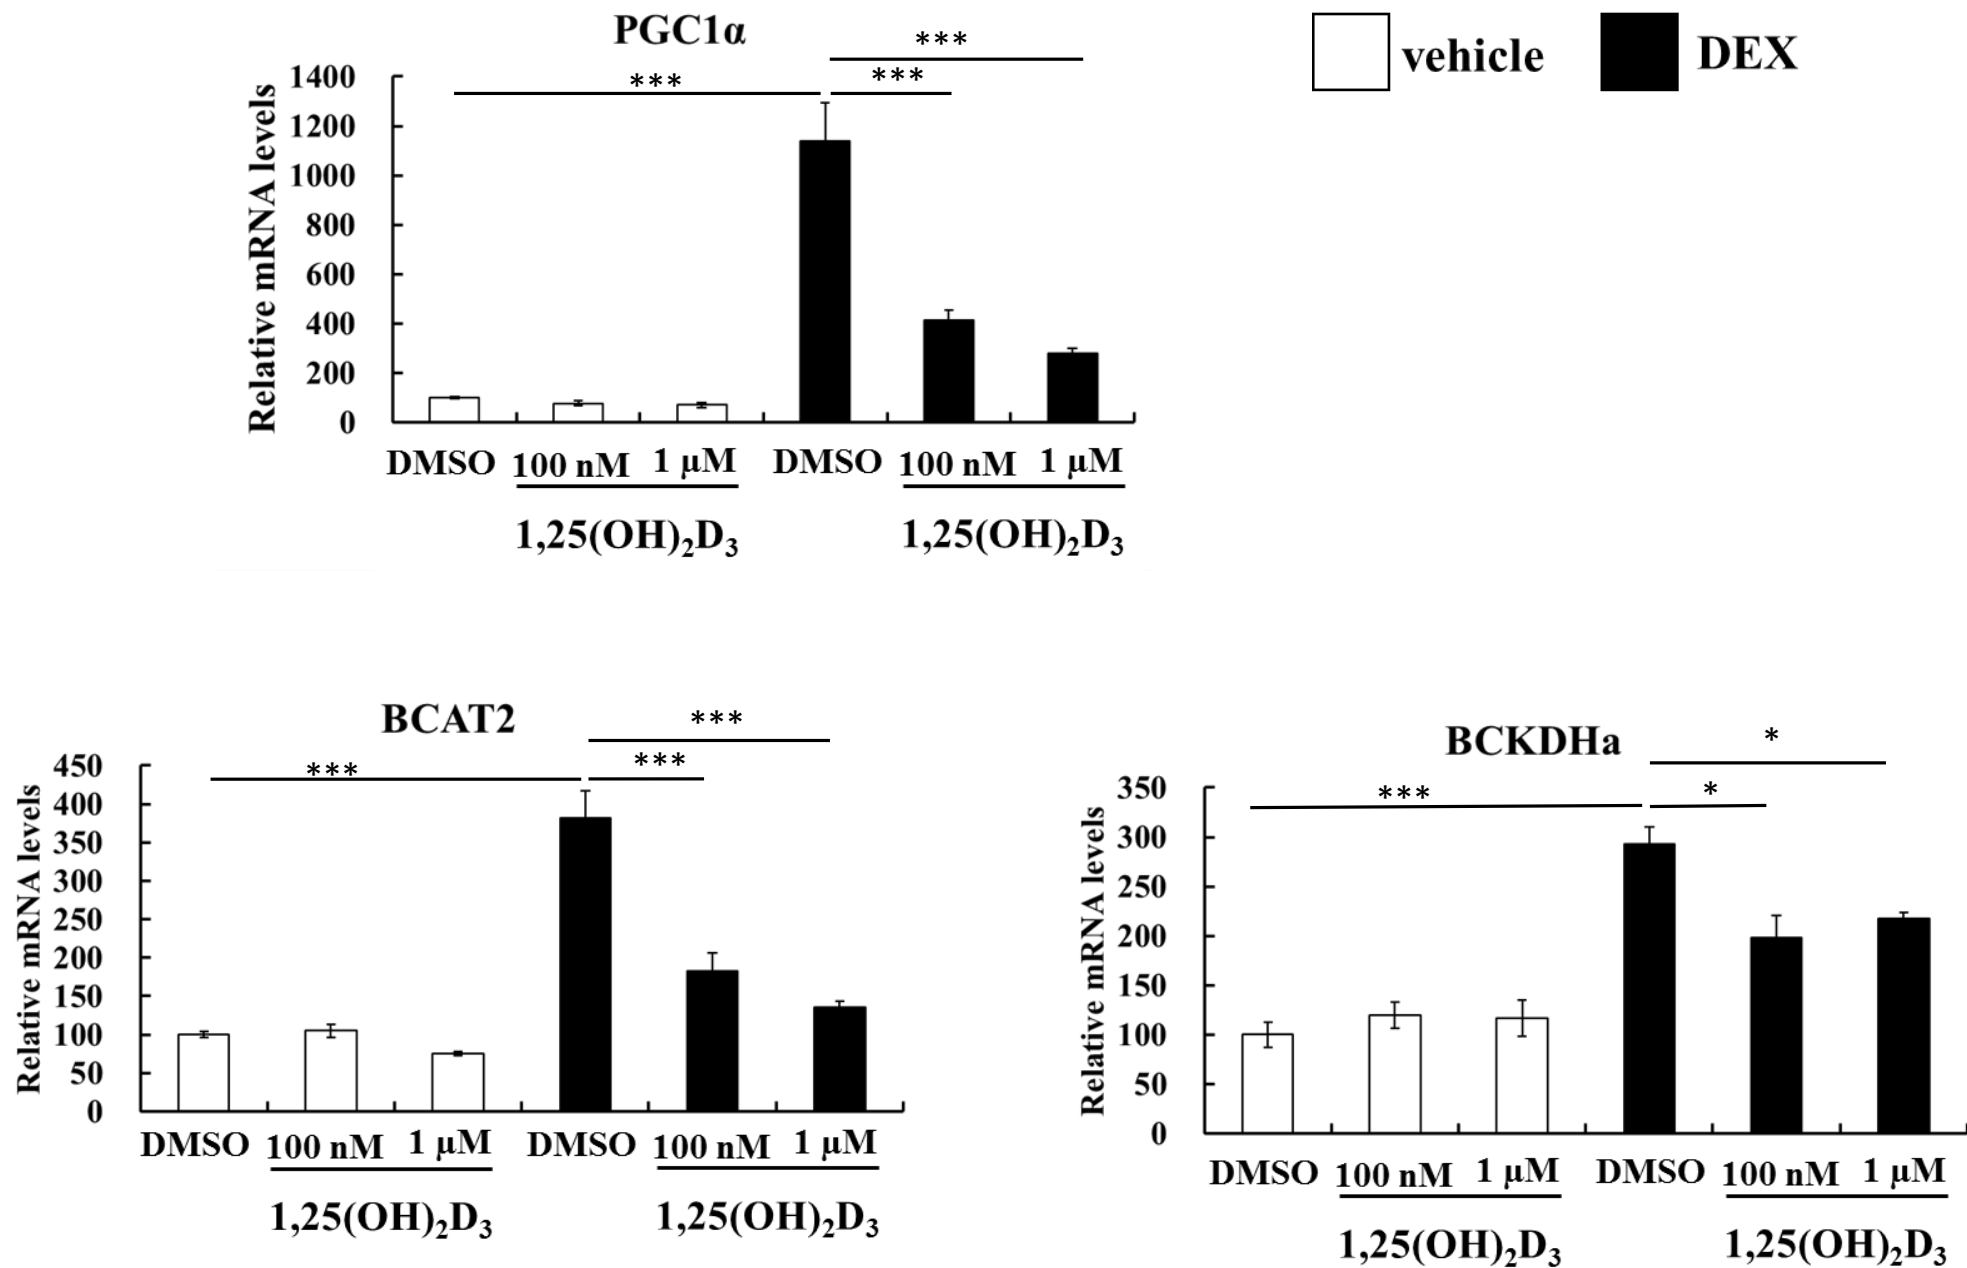 PGC1α
***
***
***
vehicle
DEX
Relative mRNA levels
1400
1200
1000
800
600
400
200
0
DMSO 100 nM 1 µM DMSO 100 nM 1 µM
1,25(OH)₂D₃ 1,25(OH)₂D₃
BCAT2
***
***
***
Relative mRNA levels
450
400
350
300
250
200
150
100
50
0
DMSO 100 nM 1 µM DMSO 100 nM 1 µM
1,25(OH)₂D₃ 1,25(OH)₂D₃
BCKDHa
*
***
*
Relative mRNA levels
350
300
250
200
150
100
50
0
DMSO 100 nM 1 µM DMSO 100 nM 1 µM
1,25(OH)₂D₃ 1,25(OH)₂D₃